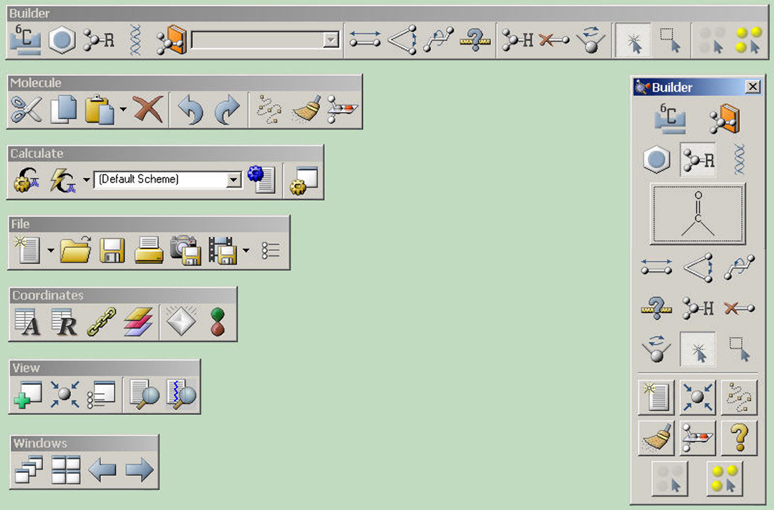 Builder
6C
R
H
Molecule
Calculate
(Default Scheme)
File
Coordinates
A
R
View
Windows
Builder
6C
R
O
C
H